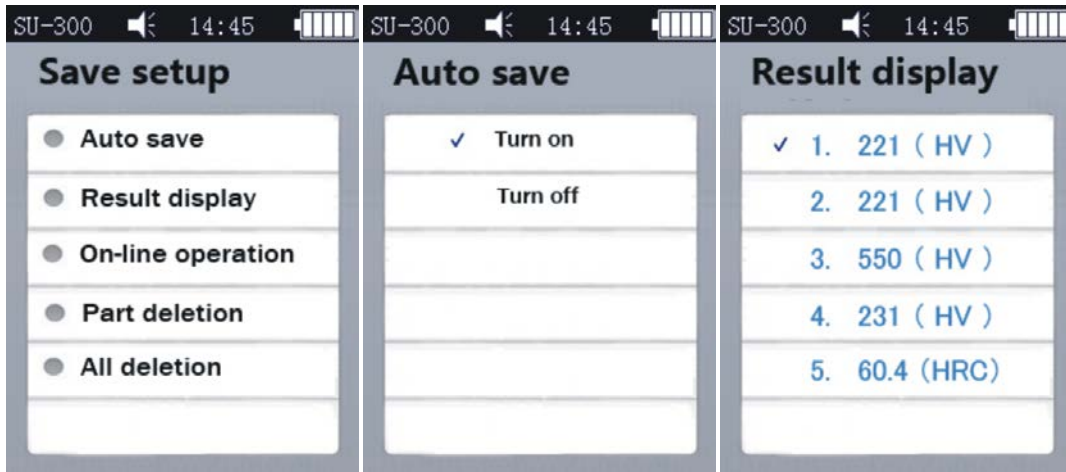 SU-300 14:45
Save setup
Auto save
Result display
On-line operation
Part deletion
All deletion
SU-300 14:45
Auto save
✓ Turn on
Turn off
SU-300 14:45
Result display
✓ 1. 221 ( HV )
2. 221 ( HV )
3. 550 ( HV )
4. 231 ( HV )
5. 60.4 (HRC)